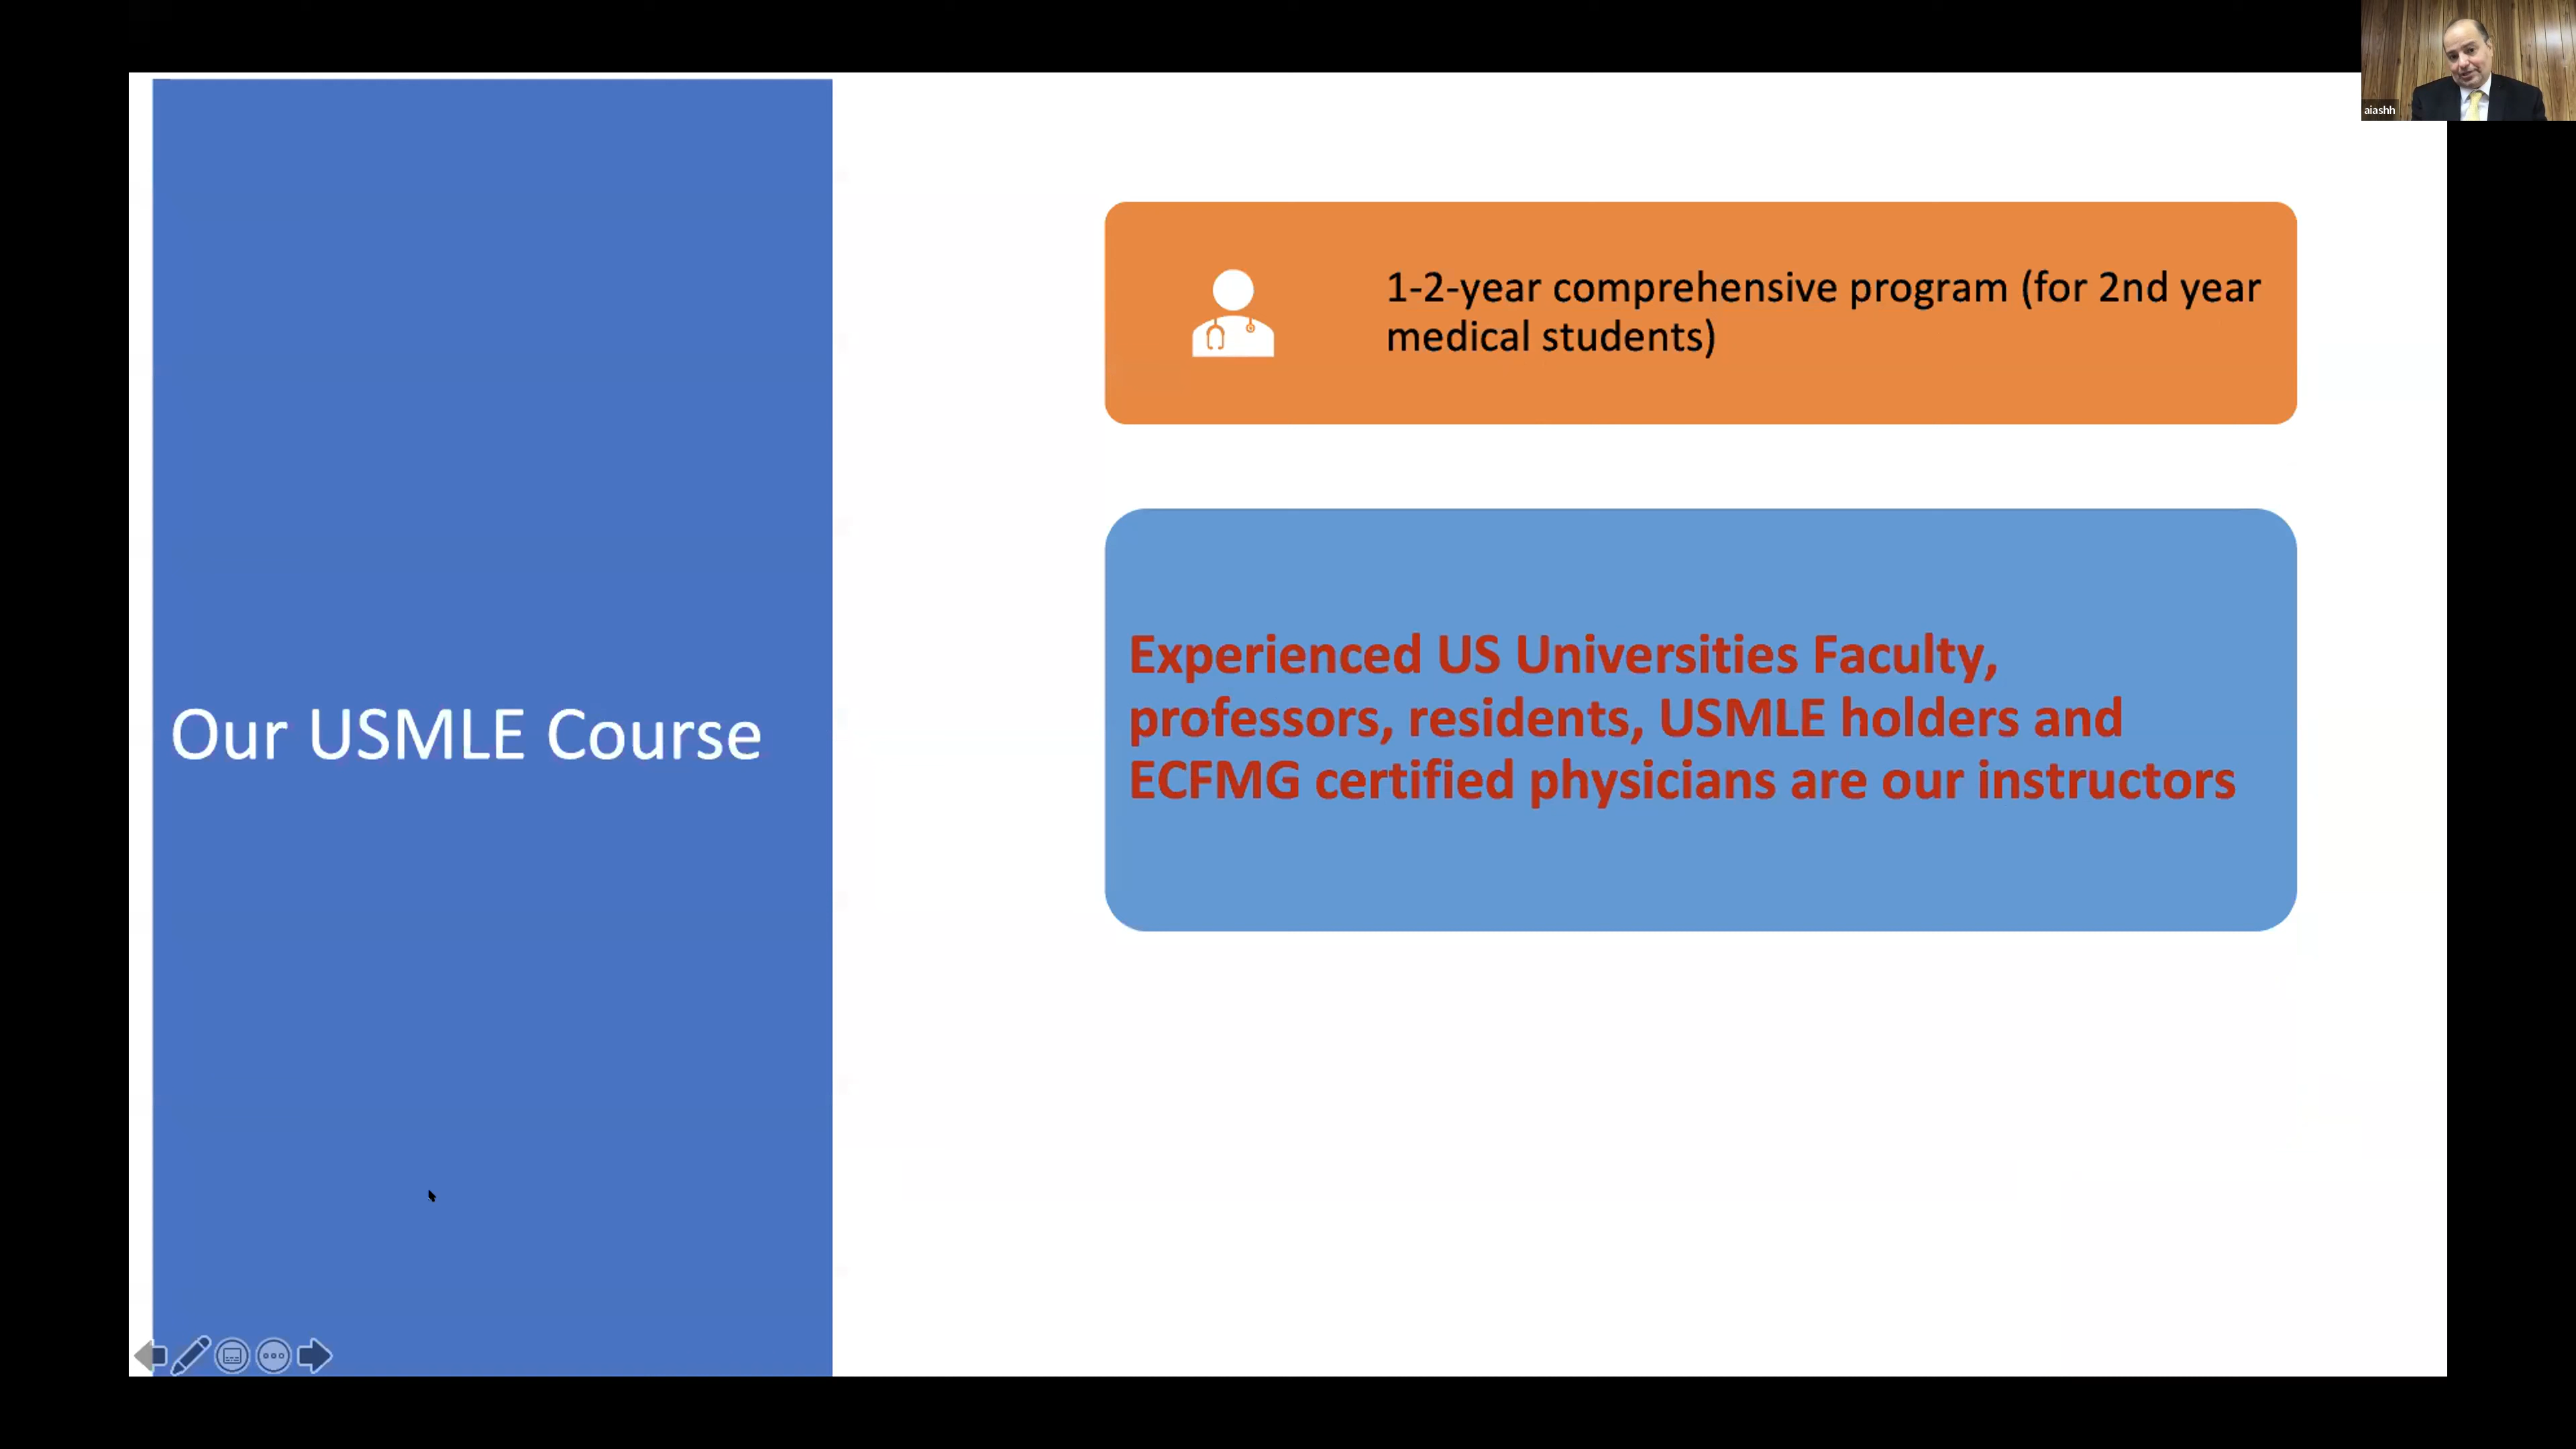 aiashh
Our USMLE Course
1-2-year comprehensive program (for 2nd year
medical students)
Experienced US Universities Faculty,
professors, residents, USMLE holders and
ECFMG certified physicians are our instructors